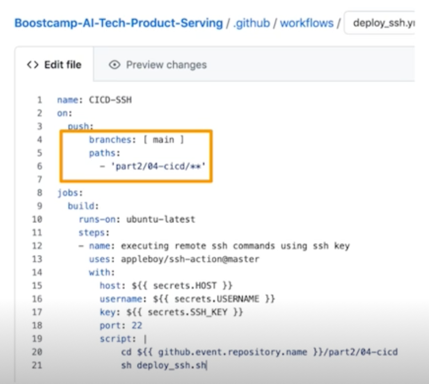 Boostcamp-AI-Tech-Product-Serving / .github / workflows / deploy_ssh.yr
<> Edit file Preview changes
1 name: CICD-SSH
2 on:
3 push:
4 branches: [ main ]
5 paths:
6 - 'part2/04-cicd/**'
7
8 jobs:
9 build:
10 runs-on: ubuntu-latest
11 steps:
12 - name: executing remote ssh commands using ssh key
13 uses: appleboy/ssh-action@master
14 with:
15 host: ${{ secrets.HOST }}
16 username: ${{ secrets.USERNAME }}
17 key: ${{ secrets.SSH_KEY }}
18 port: 22
19 script: |
20 cd ${{ github.event.repository.name }}/part2/04-cicd
21 sh deploy_ssh.sh